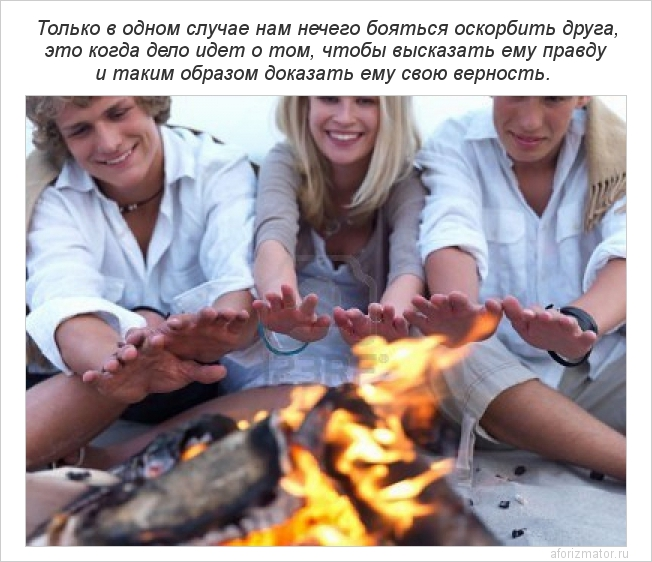 Только в одном случае нам нечего бояться оскорбить друга,
это когда дело идет о том, чтобы высказать ему правду
и таким образом доказать ему свою верность.
aforizmator.ru